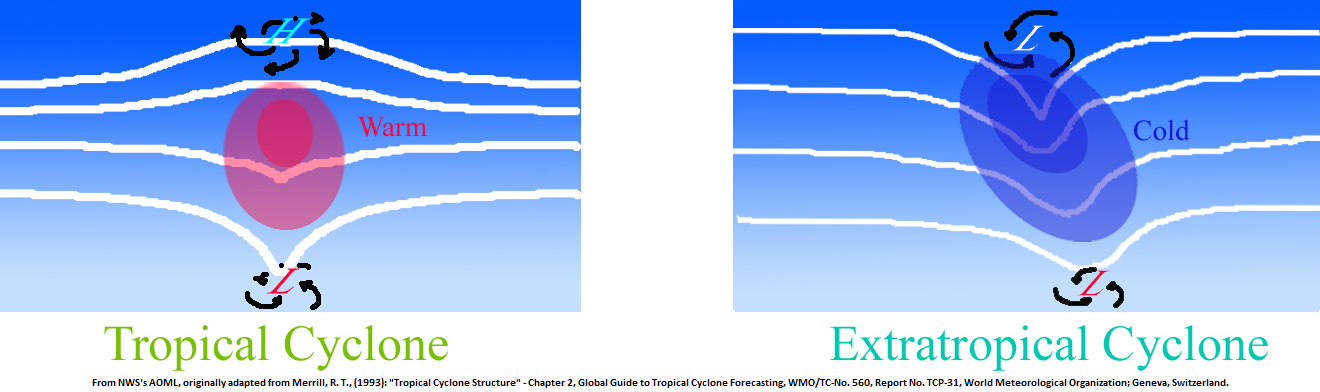 H
L
Warm
Cold
L
L
Tropical Cyclone
Extratropical Cyclone
From NWS's AOML, originally adapted from Merrill, R. T., (1993): "Tropical Cyclone Structure" - Chapter 2, Global Guide to Tropical Cyclone Forecasting, WMO/TC-No. 560, Report No. TCP-31, World Meteorological Organization; Geneva, Switzerland.